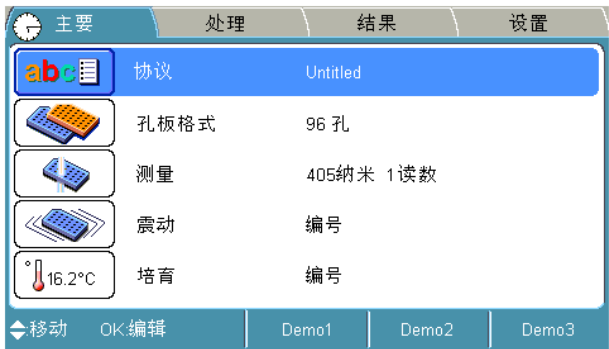 主要 处理 结果 设置
abc 协议 Untitled
孔板格式 96 孔
测量 405纳米 1读数
震动 编号
16.2°C 培育 编号
移动 OK:编辑 Demo1 Demo2 Demo3